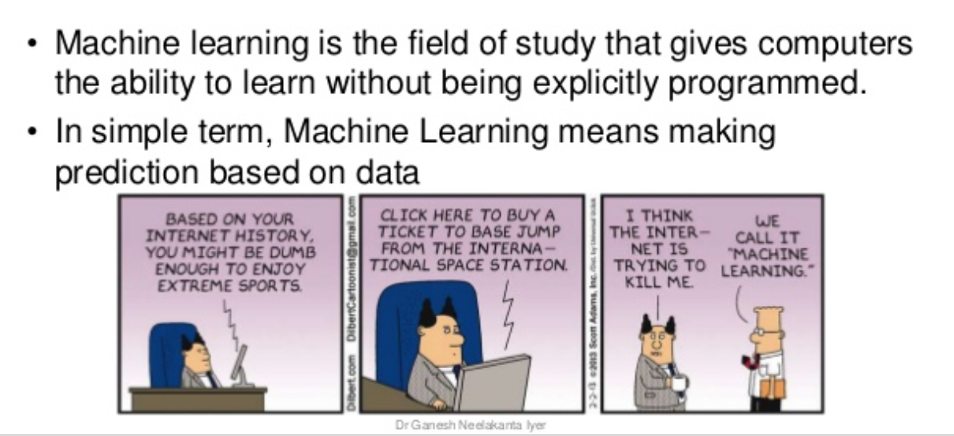 • Machine learning is the field of study that gives computers
the ability to learn without being explicitly programmed.
• In simple term, Machine Learning means making
prediction based on data
BASED ON YOUR
INTERNET HISTORY,
YOU MIGHT BE DUMB
ENOUGH TO ENJOY
EXTREME SPORTS.
Dilbert.com DilbertCartoonist@gmail.com
CLICK HERE TO BUY A
TICKET TO BASE JUMP
FROM THE INTERNA-
TIONAL SPACE STATION.
2-2-13 ©2013 Scott Adams, Inc. /Dist. by Universal Uclick
I THINK
THE INTER-
NET IS
TRYING TO
KILL ME.
WE
CALL IT
"MACHINE
LEARNING."
Dr Ganesh Neelakanta Iyer